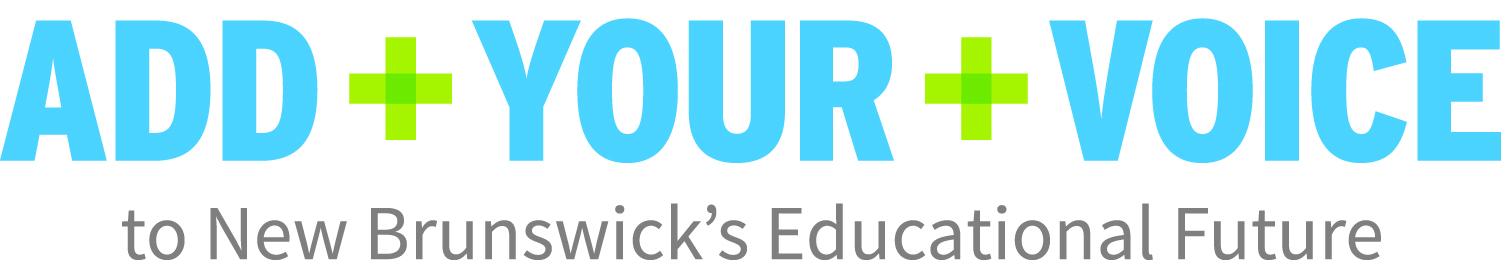 ADD + YOUR + VOICE
to New Brunswick’s Educational Future